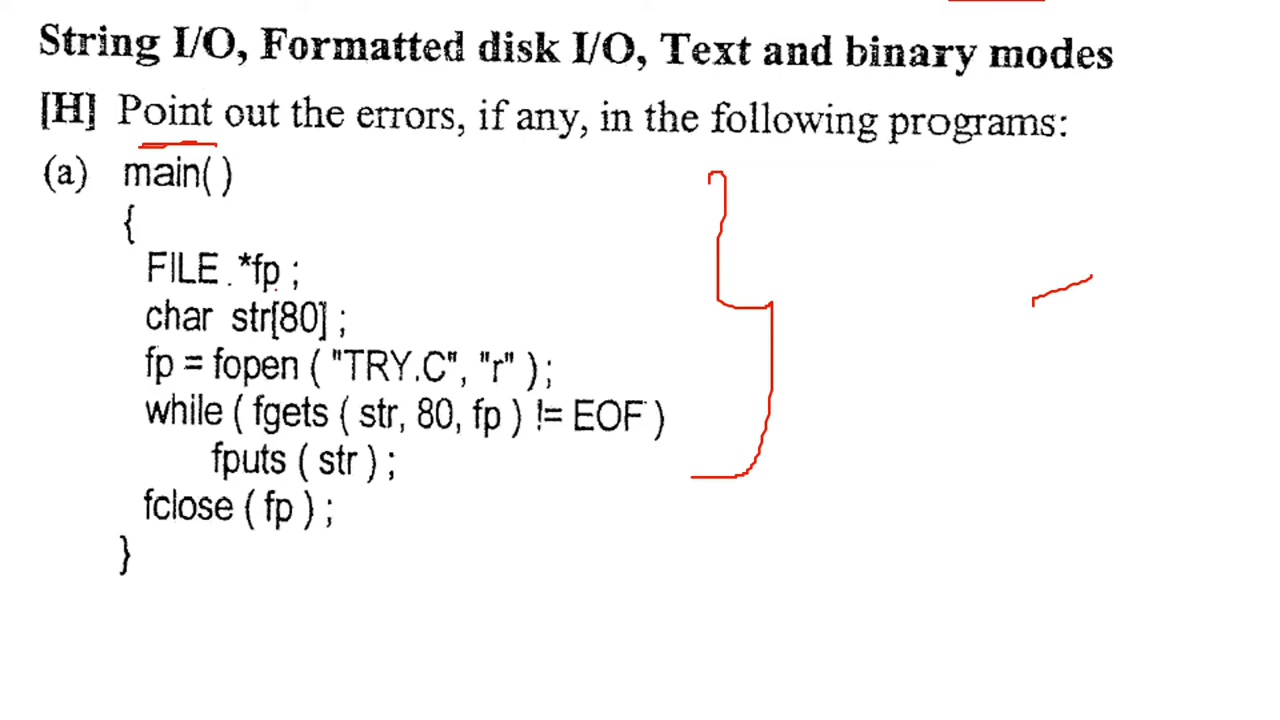 String I/O, Formatted disk I/O, Text and binary modes
[H] Point out the errors, if any, in the following programs:
(a) main( )
{
FILE *fp ;
char str[80] ;
fp = fopen ( "TRY.C", "r" ) ;
while ( fgets ( str, 80, fp ) != EOF )
fputs ( str ) ;
fclose ( fp ) ;
}